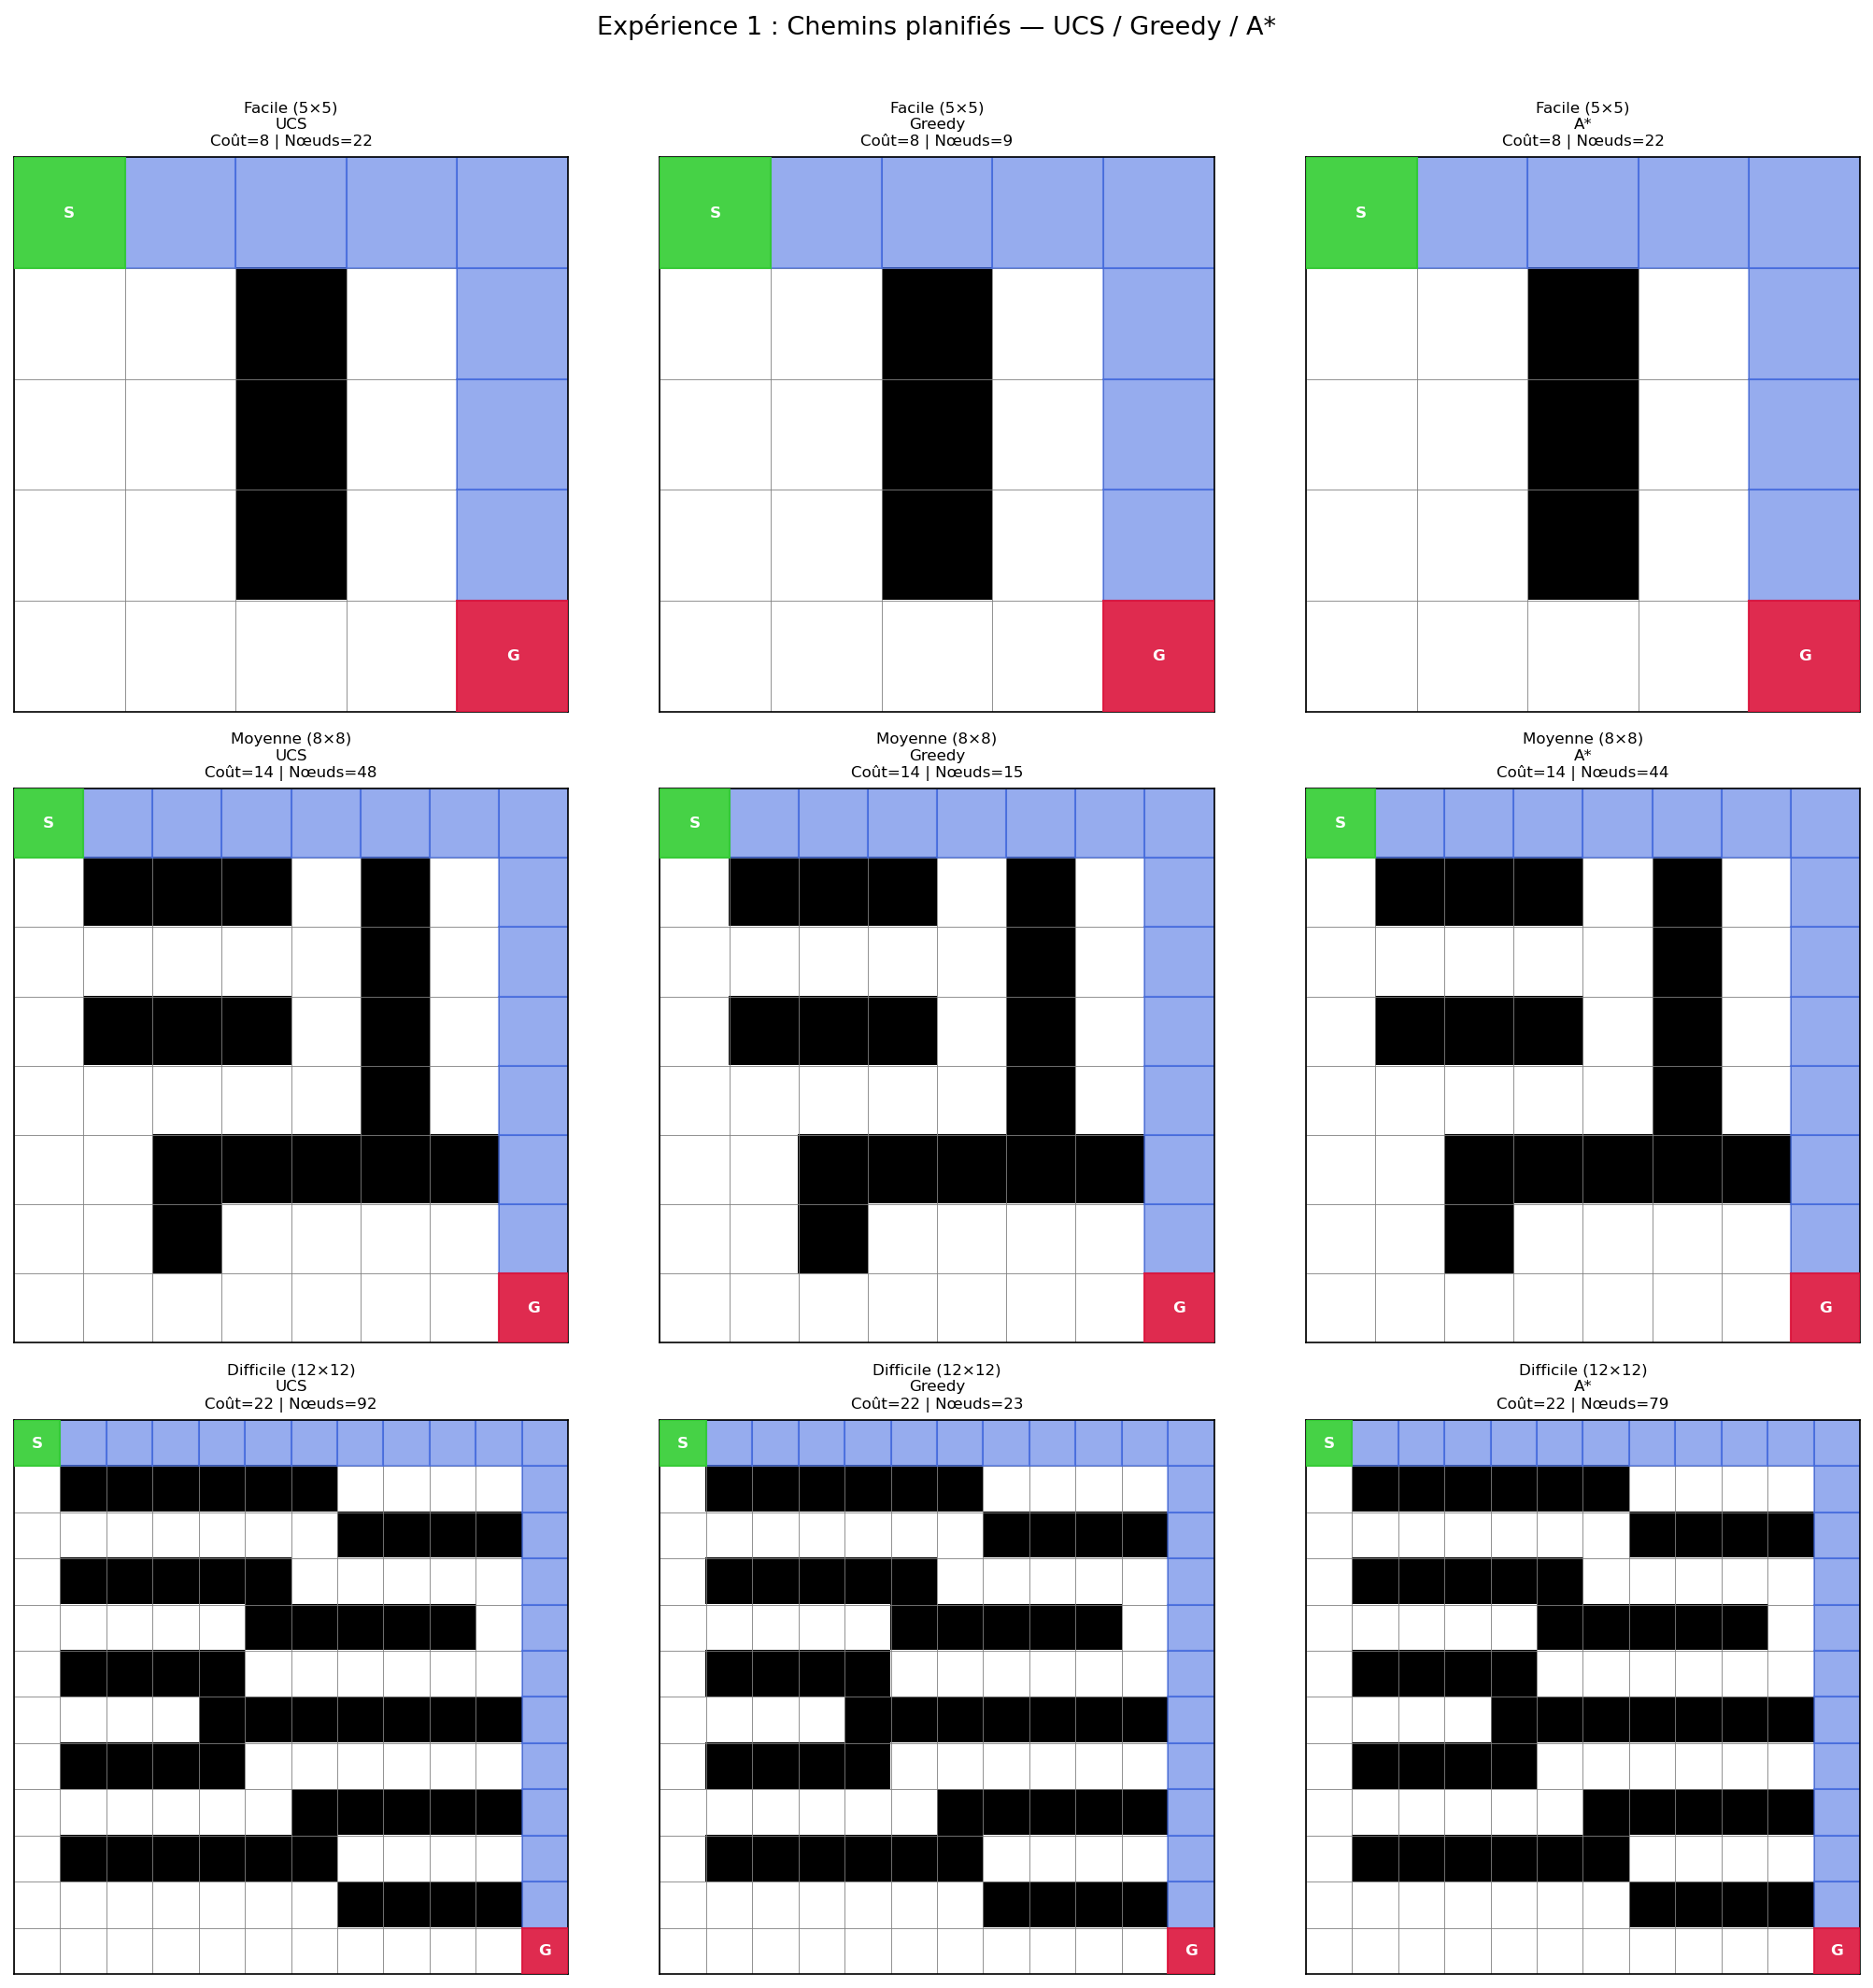 Expérience 1 : Chemins planifiés — UCS / Greedy / A*
Facile (5×5)
UCS
Coût=8 | Nœuds=22
Facile (5×5)
Greedy
Coût=8 | Nœuds=9
Facile (5×5)
A*
Coût=8 | Nœuds=22
S
S
S
G
G
G
Moyenne (8×8)
UCS
Coût=14 | Nœuds=48
Moyenne (8×8)
Greedy
Coût=14 | Nœuds=15
Moyenne (8×8)
A*
Coût=14 | Nœuds=44
S
S
S
G
G
G
Difficile (12×12)
UCS
Coût=22 | Nœuds=92
Difficile (12×12)
Greedy
Coût=22 | Nœuds=23
Difficile (12×12)
A*
Coût=22 | Nœuds=79
S
S
S
G
G
G